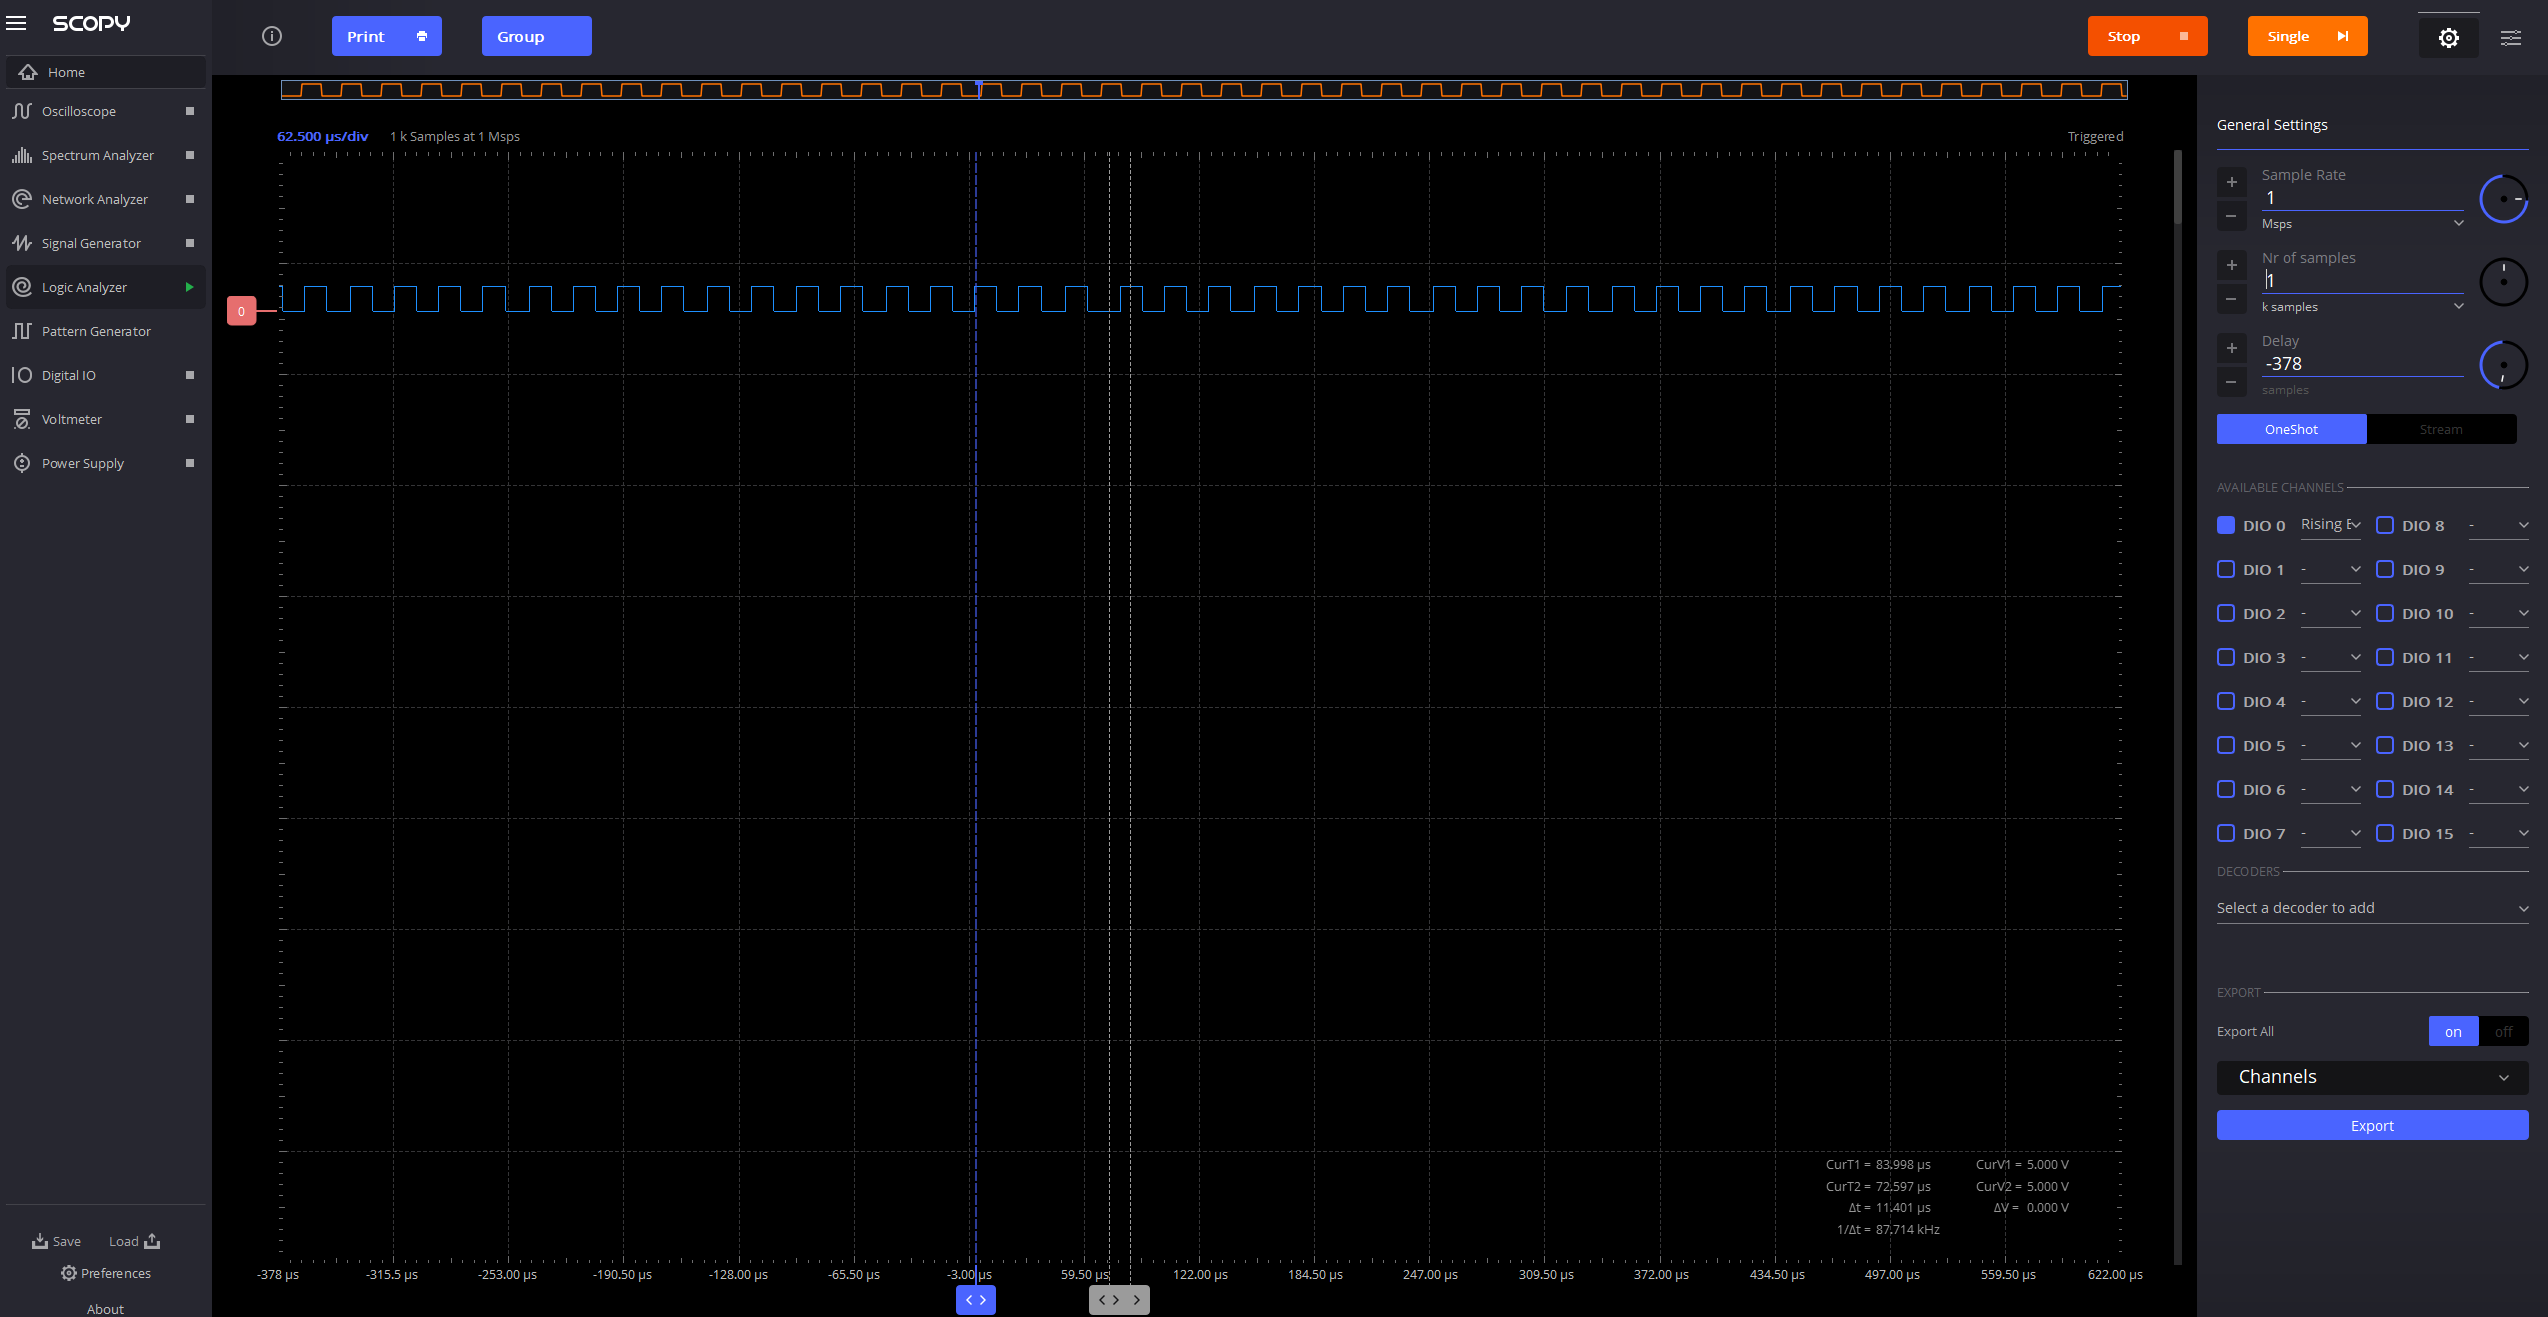 SCOPY
Print
Group
Stop
Single
Home
Oscilloscope
Spectrum Analyzer
Network Analyzer
Signal Generator
Logic Analyzer
Pattern Generator
Digital IO
Voltmeter
Power Supply
Save Load
Preferences
About
62.500 µs/div 1 k Samples at 1 Msps
Triggered
0
CurT1 = 83.998 µs CurV1 = 5.000 V
CurT2 = 72.597 µs CurV2 = 5.000 V
Δt = 11.401 µs ΔV = 0.000 V
1/Δt = 87.714 kHz
-378 µs -315.5 µs -253.00 µs -190.50 µs -128.00 µs -65.50 µs -3.00 µs 59.50 µs 122.00 µs 184.50 µs 247.00 µs 309.50 µs 372.00 µs 434.50 µs 497.00 µs 559.50 µs 622.00 µs
General Settings
Sample Rate
1
Msps
Nr of samples
1
k samples
Delay
-378
samples
OneShot Stream
AVAILABLE CHANNELS
DIO 0 Rising E DIO 8 -
DIO 1 - DIO 9 -
DIO 2 - DIO 10 -
DIO 3 - DIO 11 -
DIO 4 - DIO 12 -
DIO 5 - DIO 13 -
DIO 6 - DIO 14 -
DIO 7 - DIO 15 -
DECODERS
Select a decoder to add
EXPORT
Export All on off
Channels
Export